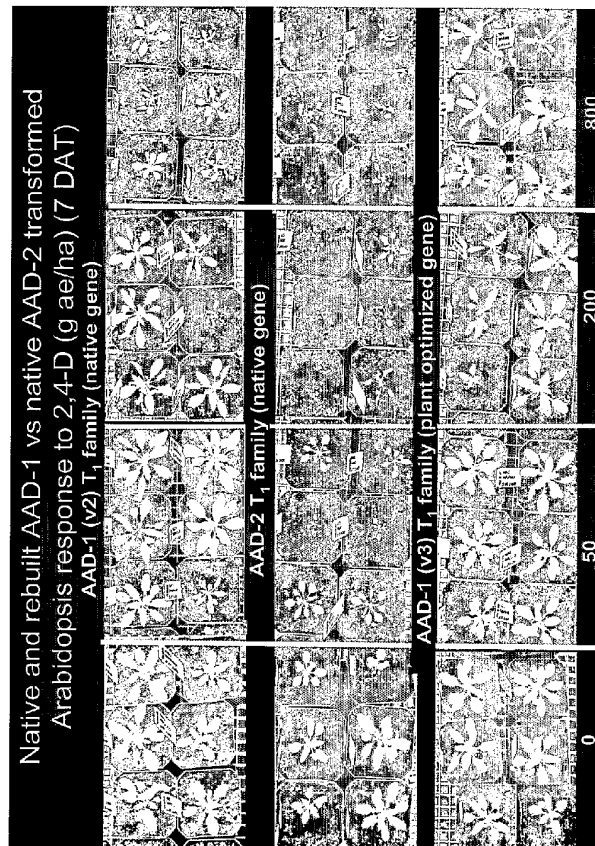 Native and rebuilt AAD-1 vs native AAD-2 transformed
Arabidopsis response to 2,4-D (g ae/ha) (7 DAT)
AAD-1 (v2) T₁ family (native gene)
AAD-2 T₁ family (native gene)
AAD-1 (v3) T₁ family (plant optimized gene)
0 50 200 800